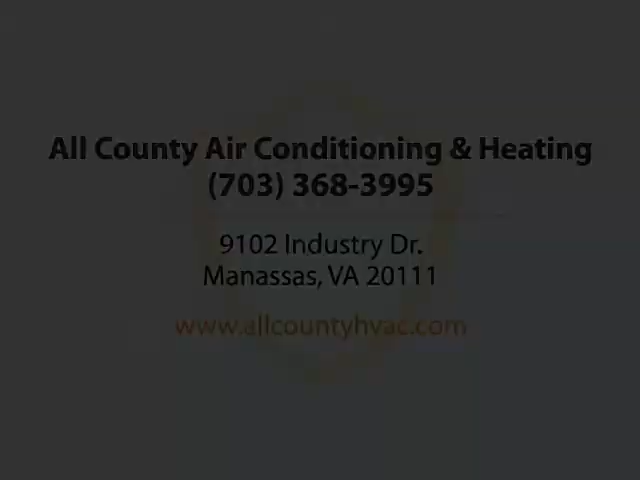 All County Air Conditioning & Heating
(703) 368-3995
9102 Industry Dr.
Manassas, VA 20111
www.allcountyhvac.com